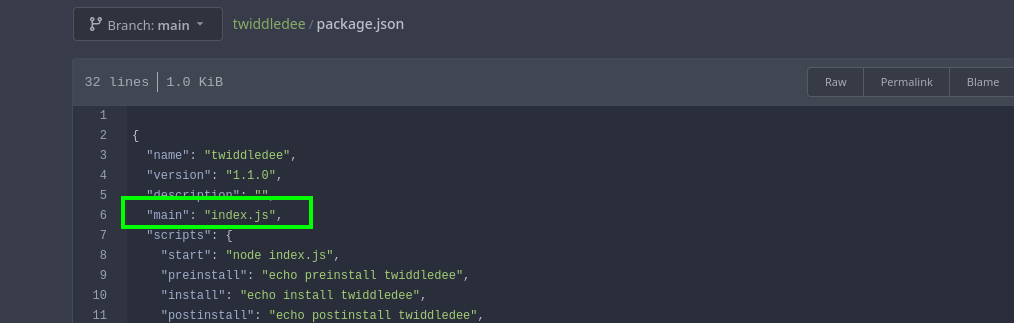 Branch: main twiddledee / package.json
32 lines 1.0 KiB Raw Permalink Blame
1
2 {
3 "name": "twiddledee",
4 "version": "1.1.0",
5 "description": "",
6 "main": "index.js",
7 "scripts": {
8 "start": "node index.js",
9 "preinstall": "echo preinstall twiddledee",
10 "install": "echo install twiddledee",
11 "postinstall": "echo postinstall twiddledee",